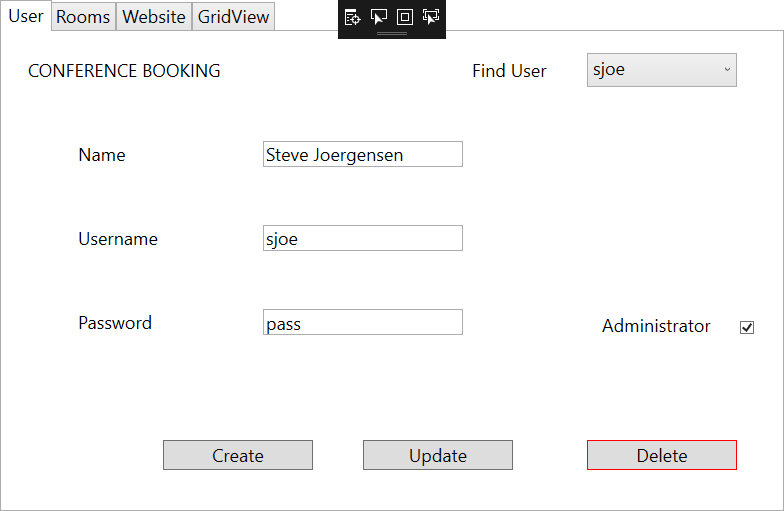 User Rooms Website GridView
CONFERENCE BOOKING Find User sjoe
Name Steve Joergensen
Username sjoe
Password pass Administrator
Create Update Delete